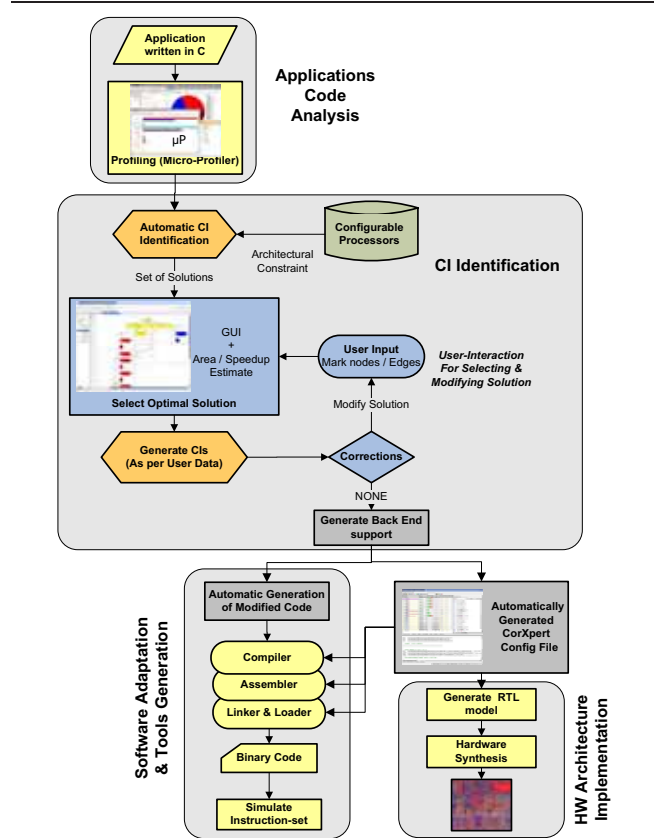 Application
written in C
Applications
Code
Analysis
µP
Profiling (Micro-Profiler)
Automatic CI
Identification
Configurable
Processors
Architectural
Constraint
CI Identification
Set of Solutions
GUI
+
Area / Speedup
Estimate
Select Optimal Solution
User Input
Mark nodes / Edges
User-Interaction
For Selecting &
Modifying Solution
Modify Solution
Generate CIs
(As per User Data)
Corrections
NONE
Generate Back End
support
Software Adaptation
& Tools Generation
Automatic Generation
of Modified Code
Compiler
Assembler
Linker & Loader
Binary Code
Simulate
Instruction-set
Automatically
Generated
CorXpert
Config File
Generate RTL
model
Hardware
Synthesis
HW Architecture
Implementation